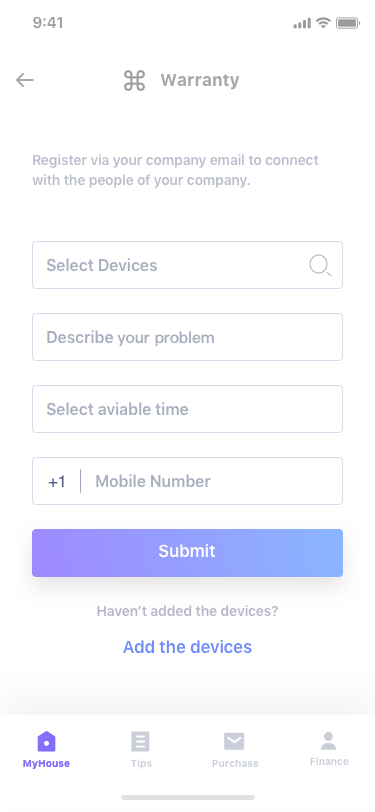 9:41
Warranty
Register via your company email to connect
with the people of your company.
Select Devices
Describe your problem
Select aviable time
+1 Mobile Number
Submit
Haven't added the devices?
Add the devices
MyHouse Tips Purchase Finance